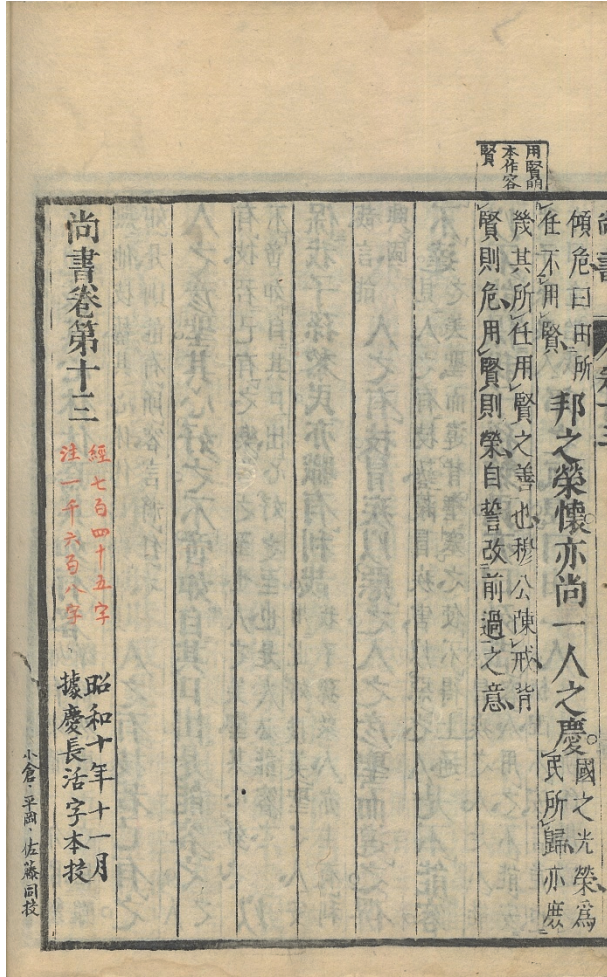 用賢前
本作容
賢
傾危曰由所
任不用賢
邦之榮懷亦尚一人之慶
國之光榮爲
民所歸亦庶
幾其所任用賢之善也穆公陳戒背
賢則危用賢則榮自誓改前過之意
尚書卷第十三
經七百四十五字
注一千六百八字
昭和十年十一月
據慶長活字本校
小倉・平岡・佐藤同校